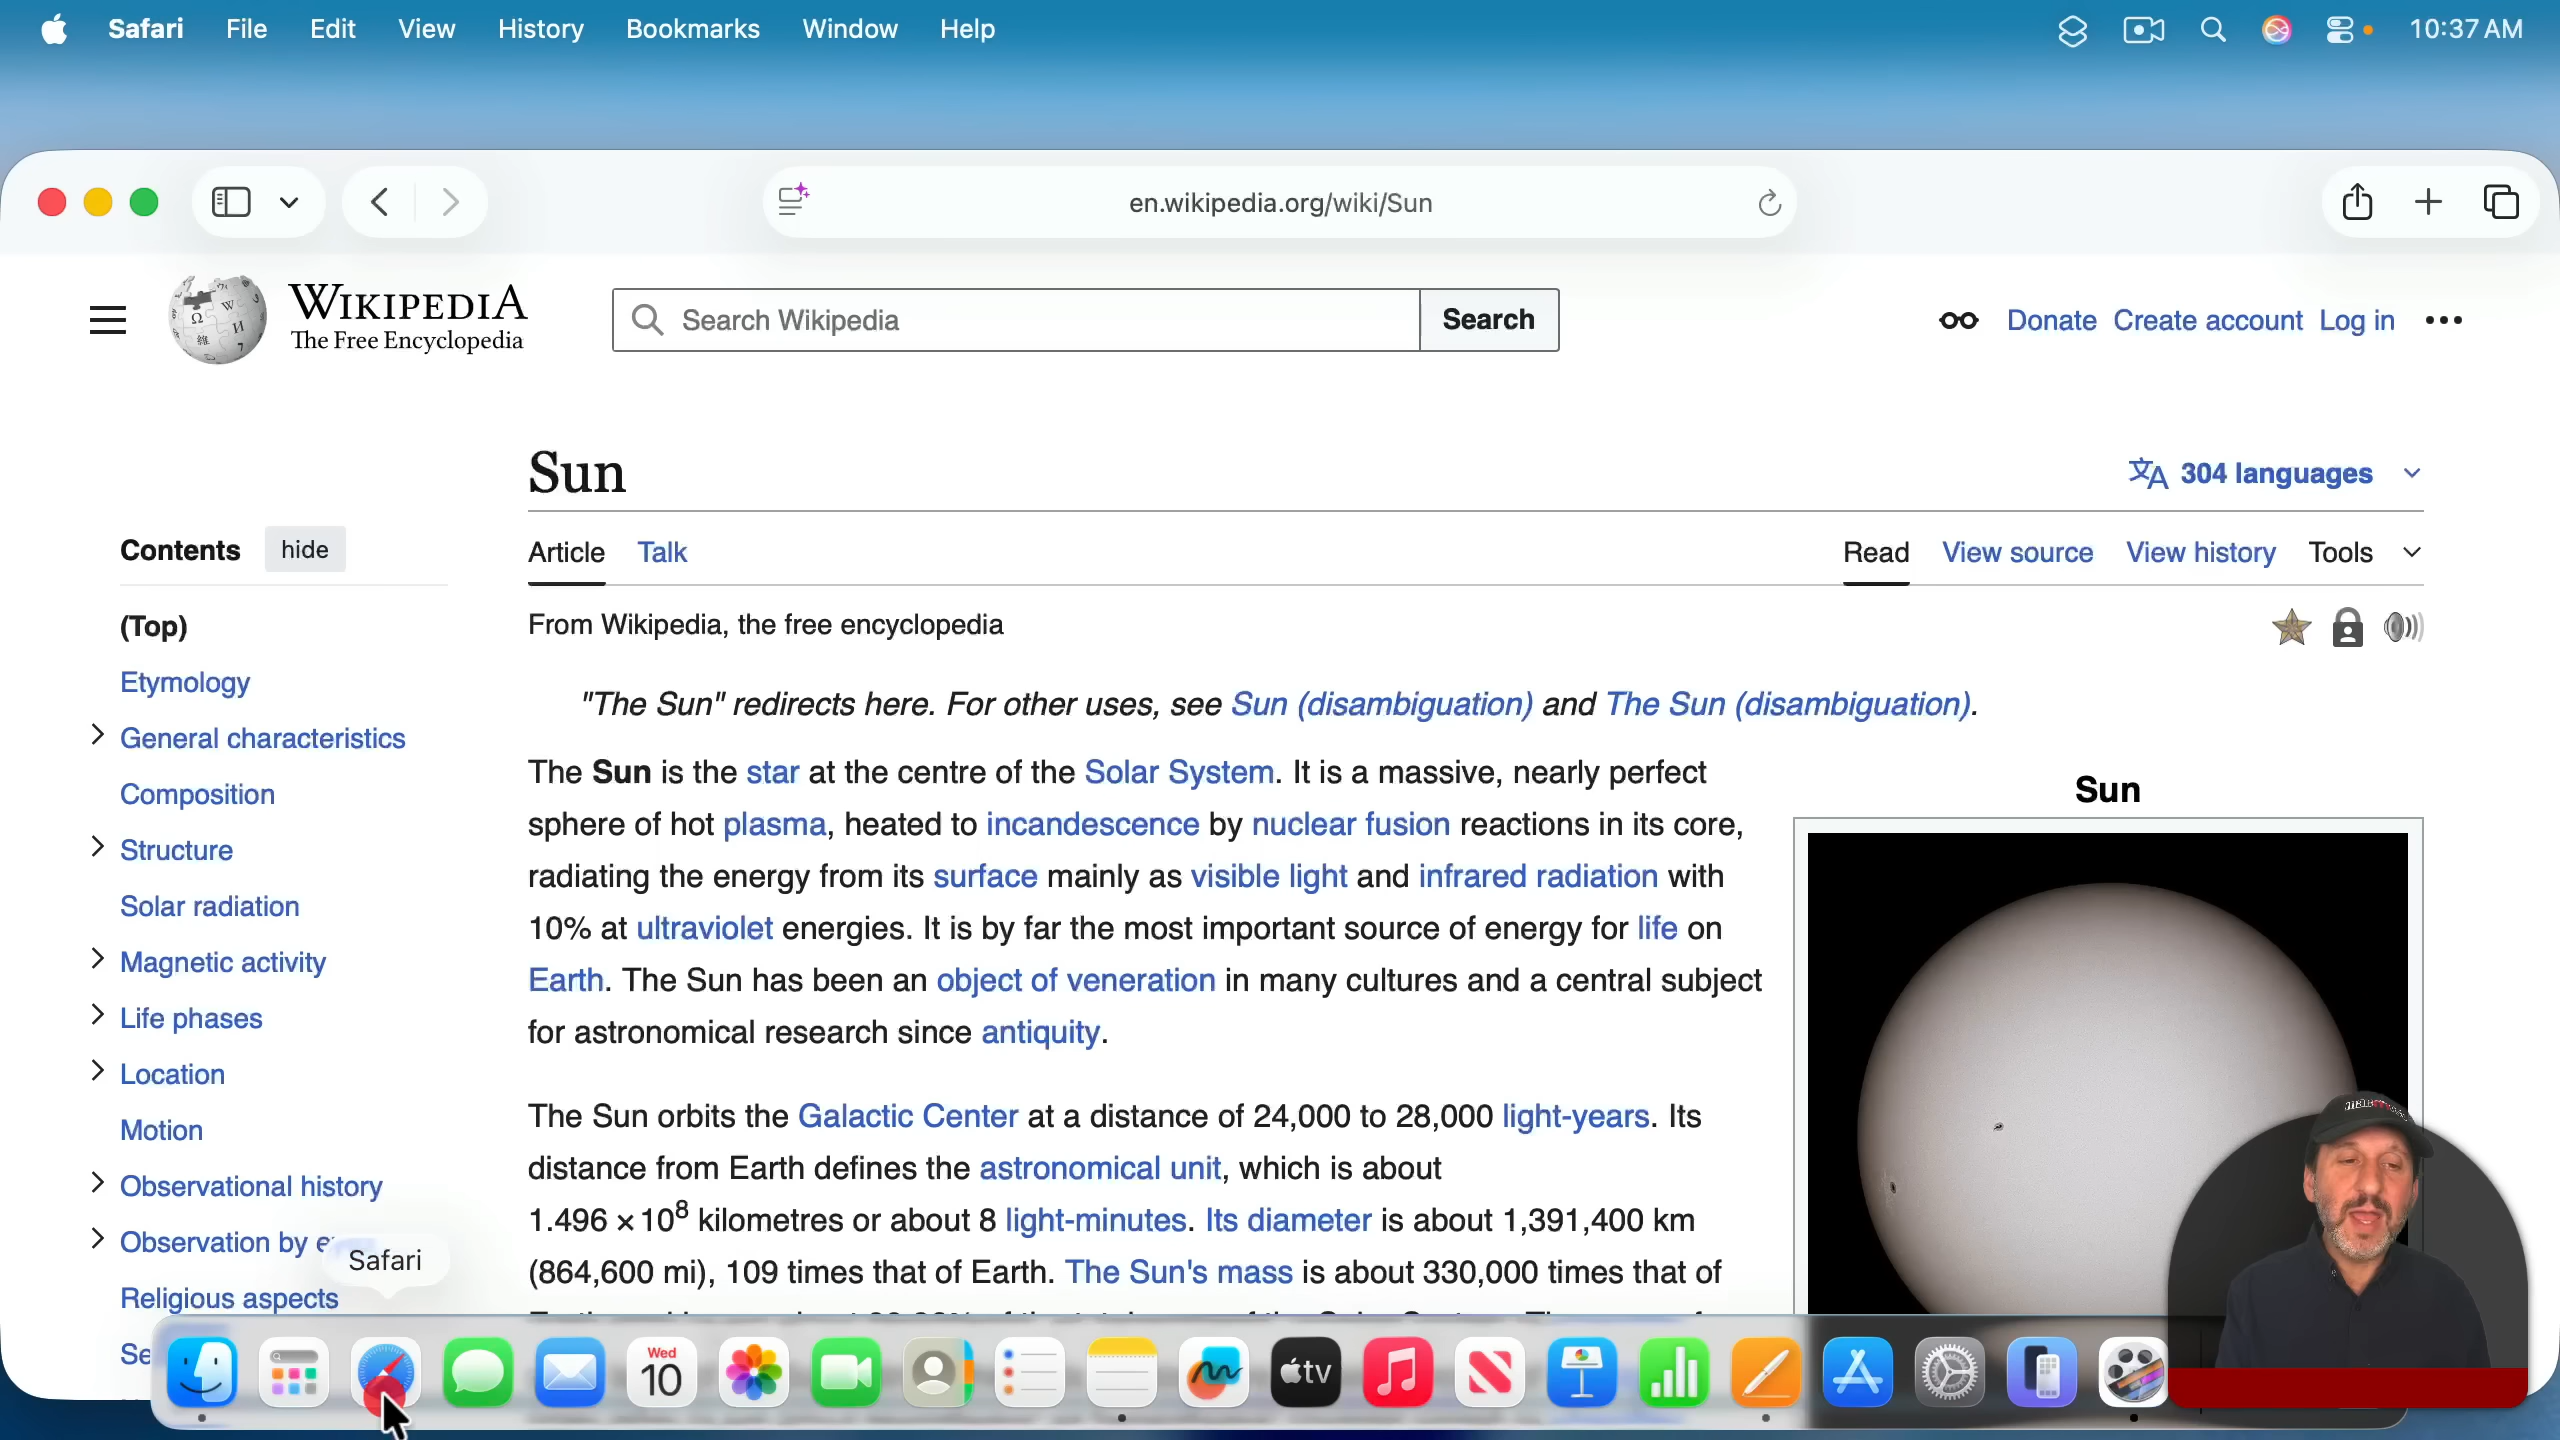 Safari File Edit View History Bookmarks Window Help 10:37 AM
en.wikipedia.org/wiki/Sun
WIKIPEDIA
The Free Encyclopedia
Search Wikipedia
Search
Donate Create account Log in
Sun
304 languages
Contents hide
Article Talk
Read View source View history Tools
(Top)
Etymology
General characteristics
Composition
Structure
Solar radiation
Magnetic activity
Life phases
Location
Motion
Observational history
Observation by
Religious aspects
Se
From Wikipedia, the free encyclopedia
"The Sun" redirects here. For other uses, see Sun (disambiguation) and The Sun (disambiguation).
The Sun is the star at the centre of the Solar System. It is a massive, nearly perfect
sphere of hot plasma, heated to incandescence by nuclear fusion reactions in its core,
radiating the energy from its surface mainly as visible light and infrared radiation with
10% at ultraviolet energies. It is by far the most important source of energy for life on
Earth. The Sun has been an object of veneration in many cultures and a central subject
for astronomical research since antiquity.
The Sun orbits the Galactic Center at a distance of 24,000 to 28,000 light-years. Its
distance from Earth defines the astronomical unit, which is about
1.496 × 10⁸ kilometres or about 8 light-minutes. Its diameter is about 1,391,400 km
(864,600 mi), 109 times that of Earth. The Sun's mass is about 330,000 times that of
Sun
Safari
Wed
10
tv